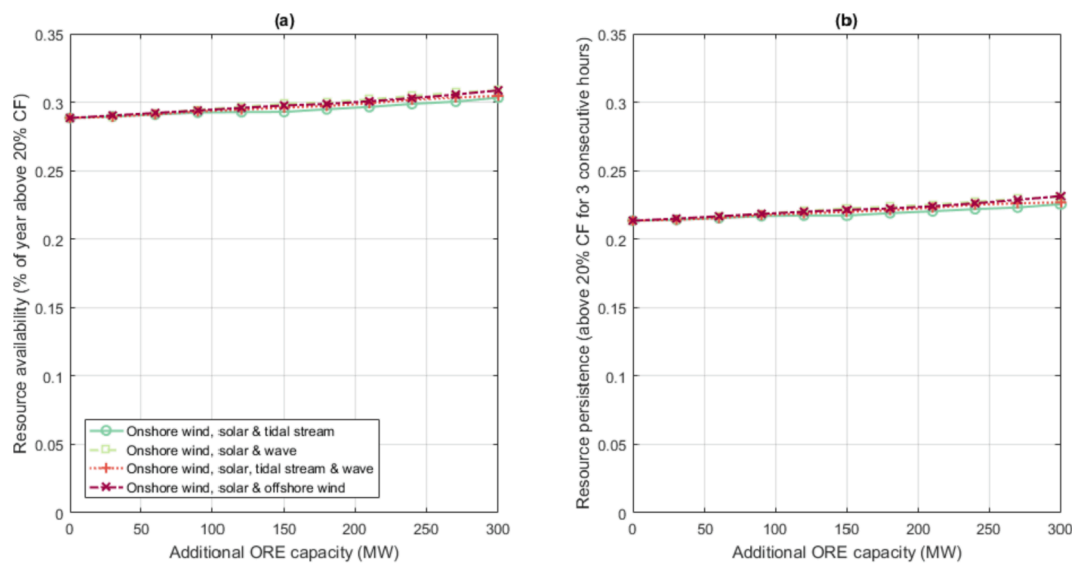 (a)
Resource availability (% of year above 20% CF)
0.35
0.3
0.25
0.2
0.15
0.1
0.05
0
Onshore wind, solar & tidal stream
Onshore wind, solar & wave
Onshore wind, solar, tidal stream & wave
Onshore wind, solar & offshore wind
0 50 100 150 200 250 300
Additional ORE capacity (MW)
(b)
Resource persistence (above 20% CF for 3 consecutive hours)
0.35
0.3
0.25
0.2
0.15
0.1
0.05
0
0 50 100 150 200 250 300
Additional ORE capacity (MW)